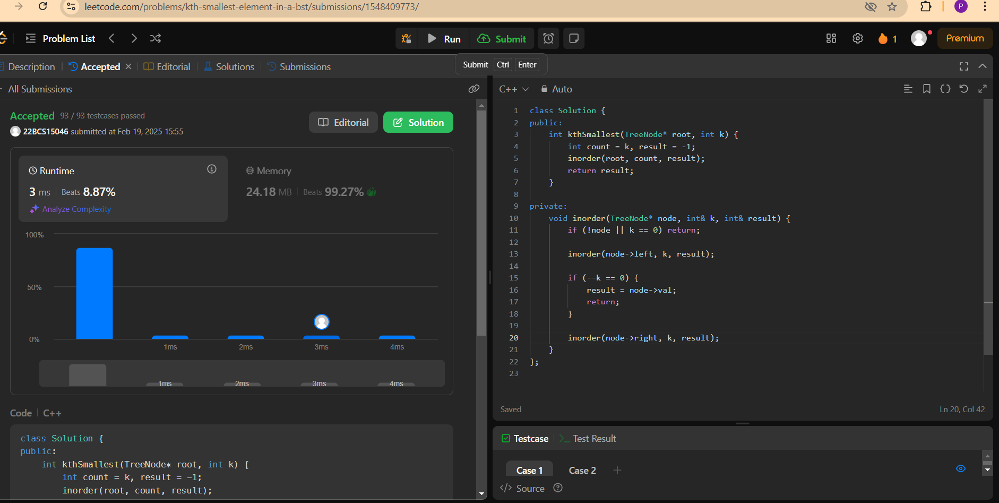 leetcode.com/problems/kth-smallest-element-in-a-bst/submissions/1548409773/
P
Problem List
Run
Submit
1
Premium
Description
Accepted
Editorial
Solutions
Submissions
Submit Ctrl Enter
All Submissions
C++ Auto
Accepted 93 / 93 testcases passed
22BCS15046 submitted at Feb 19, 2025 15:55
Editorial
Solution
Runtime
3 ms Beats 8.87%
Analyze Complexity
Memory
24.18 MB Beats 99.27%
100%
50%
0%
1ms 2ms 3ms 4ms
1ms 2ms 3ms 4ms
Code C++
class Solution {
public:
    int kthSmallest(TreeNode* root, int k) {
        int count = k, result = -1;
        inorder(root, count, result);
1 class Solution {
2 public:
3     int kthSmallest(TreeNode* root, int k) {
4         int count = k, result = -1;
5         inorder(root, count, result);
6         return result;
7     }
8
9 private:
10     void inorder(TreeNode* node, int& k, int& result) {
11         if (!node || k == 0) return;
12
13         inorder(node->left, k, result);
14
15         if (--k == 0) {
16             result = node->val;
17             return;
18         }
19
20         inorder(node->right, k, result);
21     }
22 };
23
Saved
Ln 20, Col 42
Testcase
>_ Test Result
Case 1
Case 2
+
</> Source